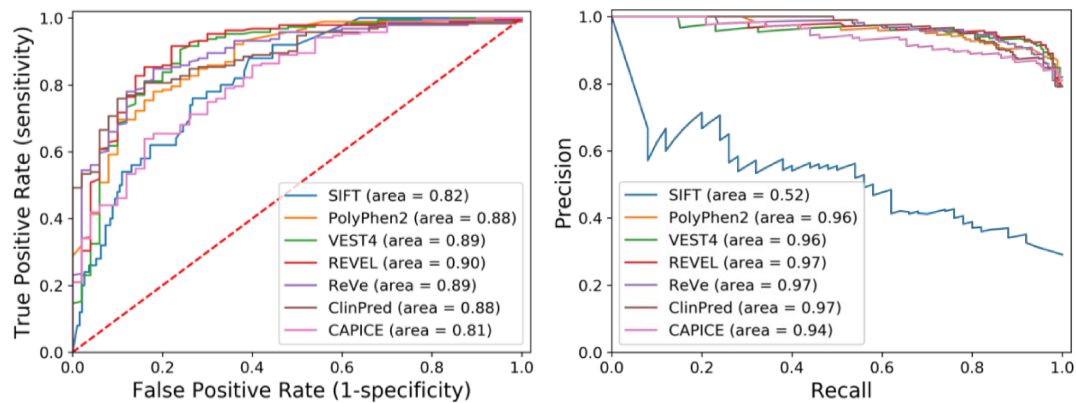 1.0
0.8
0.6
0.4
0.2
0.0
0.0 0.2 0.4 0.6 0.8 1.0
True Positive Rate (sensitivity)
False Positive Rate (1-specificity)
SIFT (area = 0.82)
PolyPhen2 (area = 0.88)
VEST4 (area = 0.89)
REVEL (area = 0.90)
ReVe (area = 0.89)
ClinPred (area = 0.88)
CAPICE (area = 0.81)
1.0
0.8
0.6
0.4
0.2
0.0
0.0 0.2 0.4 0.6 0.8 1.0
Precision
Recall
SIFT (area = 0.52)
PolyPhen2 (area = 0.96)
VEST4 (area = 0.96)
REVEL (area = 0.97)
ReVe (area = 0.97)
ClinPred (area = 0.97)
CAPICE (area = 0.94)